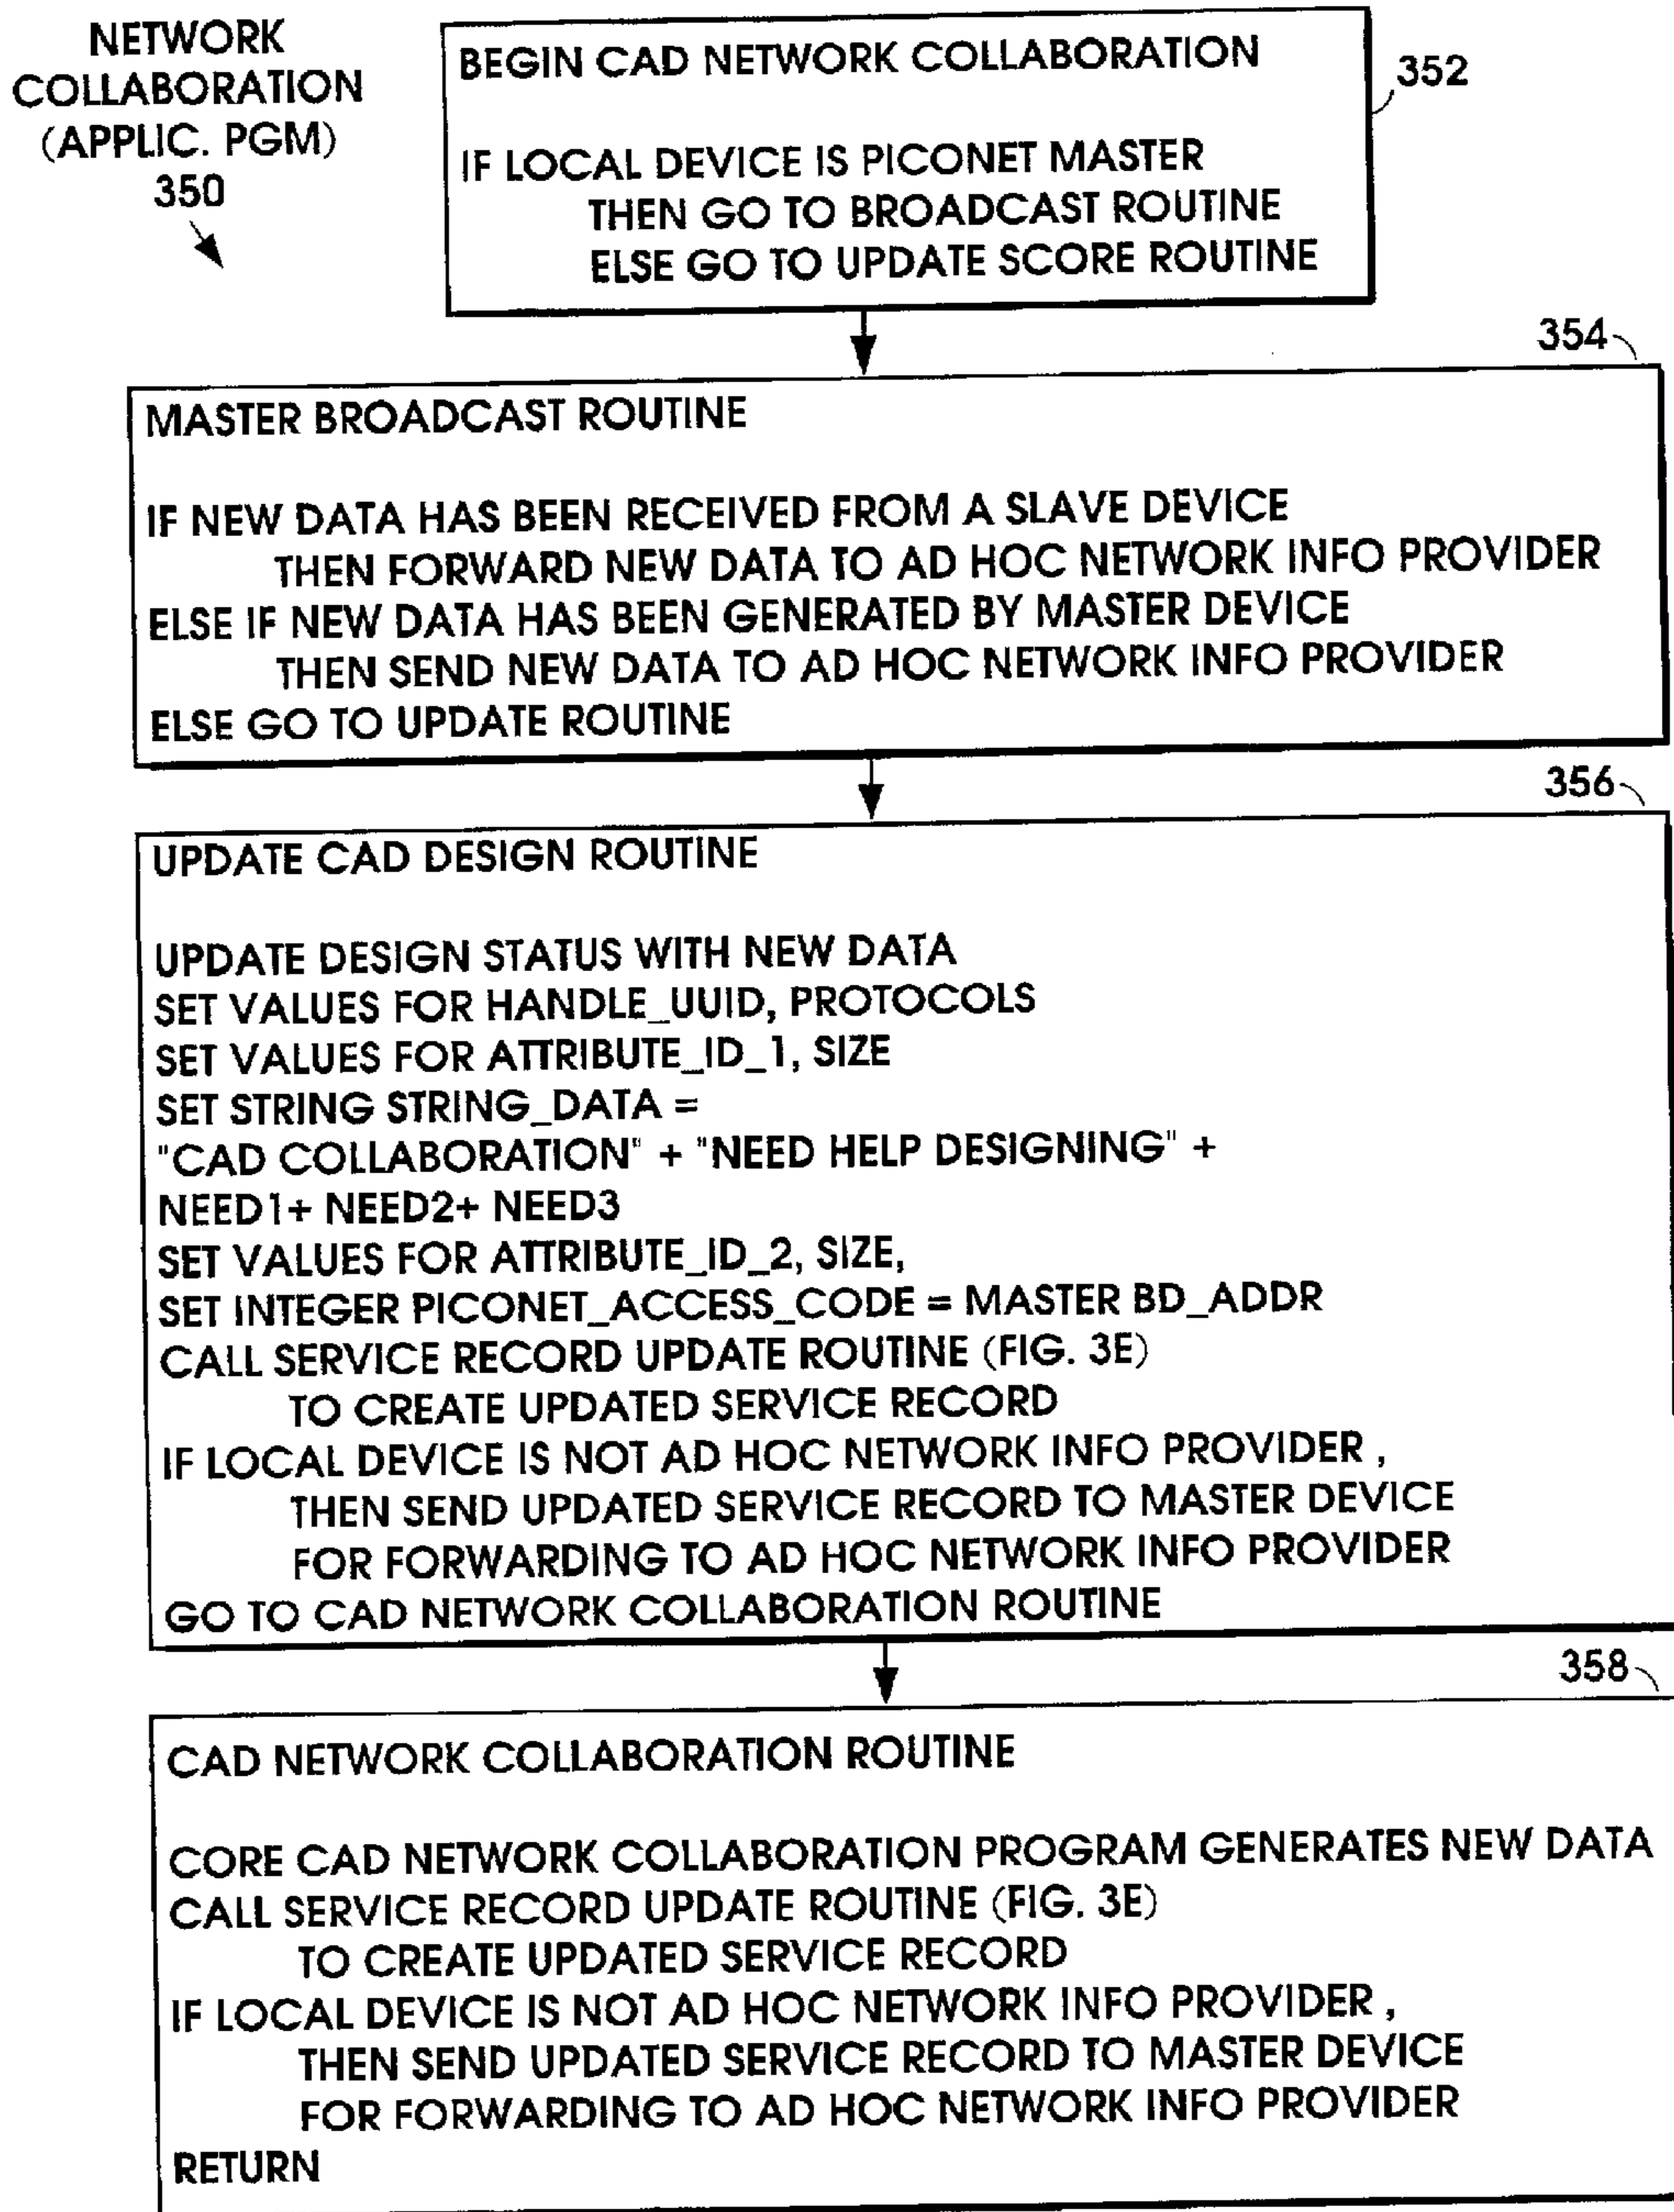 NETWORK
COLLABORATION
(APPLIC. PGM)
350
BEGIN CAD NETWORK COLLABORATION
352
IF LOCAL DEVICE IS PICONET MASTER
THEN GO TO BROADCAST ROUTINE
ELSE GO TO UPDATE SCORE ROUTINE
354
MASTER BROADCAST ROUTINE
IF NEW DATA HAS BEEN RECEIVED FROM A SLAVE DEVICE
THEN FORWARD NEW DATA TO AD HOC NETWORK INFO PROVIDER
ELSE IF NEW DATA HAS BEEN GENERATED BY MASTER DEVICE
THEN SEND NEW DATA TO AD HOC NETWORK INFO PROVIDER
ELSE GO TO UPDATE ROUTINE
356
UPDATE CAD DESIGN ROUTINE
UPDATE DESIGN STATUS WITH NEW DATA
SET VALUES FOR HANDLE_UUID, PROTOCOLS
SET VALUES FOR ATTRIBUTE_ID_1, SIZE
SET STRING STRING_DATA =
"CAD COLLABORATION" + "NEED HELP DESIGNING" +
NEED1+ NEED2+ NEED3
SET VALUES FOR ATTRIBUTE_ID_2, SIZE,
SET INTEGER PICONET_ACCESS_CODE = MASTER BD_ADDR
CALL SERVICE RECORD UPDATE ROUTINE (FIG. 3E)
TO CREATE UPDATED SERVICE RECORD
IF LOCAL DEVICE IS NOT AD HOC NETWORK INFO PROVIDER ,
THEN SEND UPDATED SERVICE RECORD TO MASTER DEVICE
FOR FORWARDING TO AD HOC NETWORK INFO PROVIDER
GO TO CAD NETWORK COLLABORATION ROUTINE
358
CAD NETWORK COLLABORATION ROUTINE
CORE CAD NETWORK COLLABORATION PROGRAM GENERATES NEW DATA
CALL SERVICE RECORD UPDATE ROUTINE (FIG. 3E)
TO CREATE UPDATED SERVICE RECORD
IF LOCAL DEVICE IS NOT AD HOC NETWORK INFO PROVIDER ,
THEN SEND UPDATED SERVICE RECORD TO MASTER DEVICE
FOR FORWARDING TO AD HOC NETWORK INFO PROVIDER
RETURN